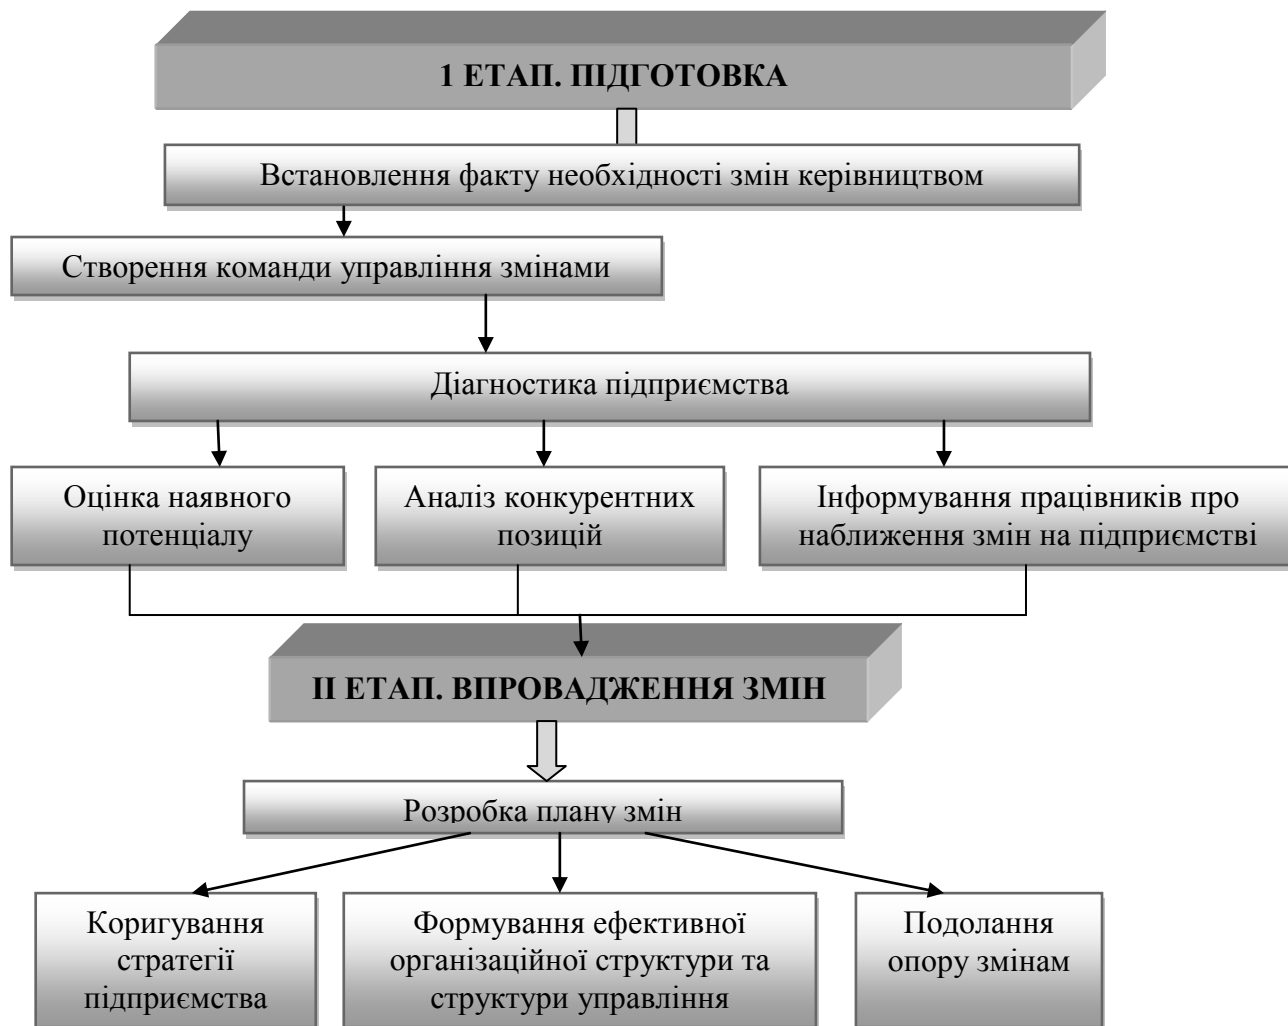 1 ЕТАП. ПІДГОТОВКА
Встановлення факту необхідності змін керівництвом
Створення команди управління змінами
Діагностика підприємства
Оцінка наявного
потенціалу
Аналіз конкурентних
позицій
Інформування працівників про
наближення змін на підприємстві
ІІ ЕТАП. ВПРОВАДЖЕННЯ ЗМІН
Розробка плану змін
Коригування
стратегії
підприємства
Формування ефективної
організаційної структури та
структури управління
Подолання
опору змінам